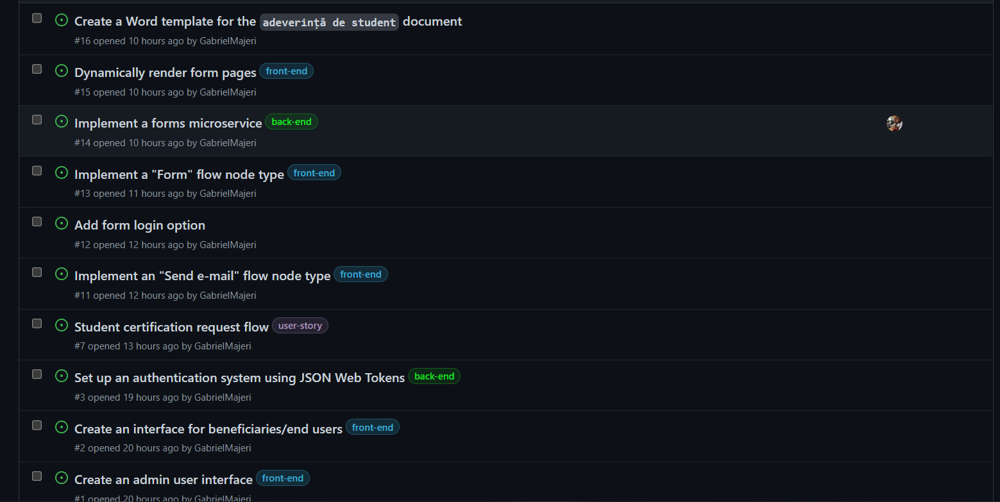 Create a Word template for the adeverință de student document
#16 opened 10 hours ago by GabrielMajeri
Dynamically render form pages front-end
#15 opened 10 hours ago by GabrielMajeri
Implement a forms microservice back-end
#14 opened 10 hours ago by GabrielMajeri
Implement a "Form" flow node type front-end
#13 opened 11 hours ago by GabrielMajeri
Add form login option
#12 opened 12 hours ago by GabrielMajeri
Implement an "Send e-mail" flow node type front-end
#11 opened 12 hours ago by GabrielMajeri
Student certification request flow user-story
#7 opened 13 hours ago by GabrielMajeri
Set up an authentication system using JSON Web Tokens back-end
#3 opened 19 hours ago by GabrielMajeri
Create an interface for beneficiaries/end users front-end
#2 opened 20 hours ago by GabrielMajeri
Create an admin user interface front-end
#1 opened 20 hours ago by GabrielMajeri